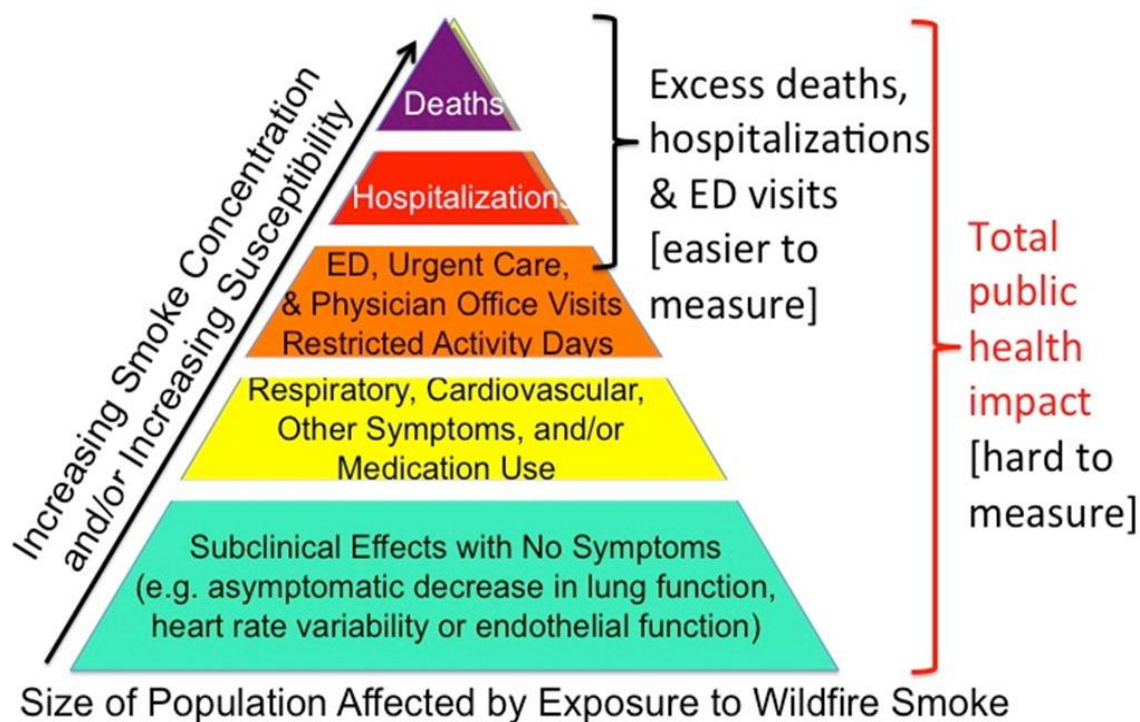 Increasing Smoke Concentration
and/or Increasing Susceptibility
Deaths
Hospitalizations
ED, Urgent Care,
& Physician Office Visits
Restricted Activity Days
Respiratory, Cardiovascular,
Other Symptoms, and/or
Medication Use
Subclinical Effects with No Symptoms
(e.g. asymptomatic decrease in lung function,
heart rate variability or endothelial function)
Excess deaths,
hospitalizations
& ED visits
[easier to
measure]
Total
public
health
impact
[hard to
measure]
Size of Population Affected by Exposure to Wildfire Smoke